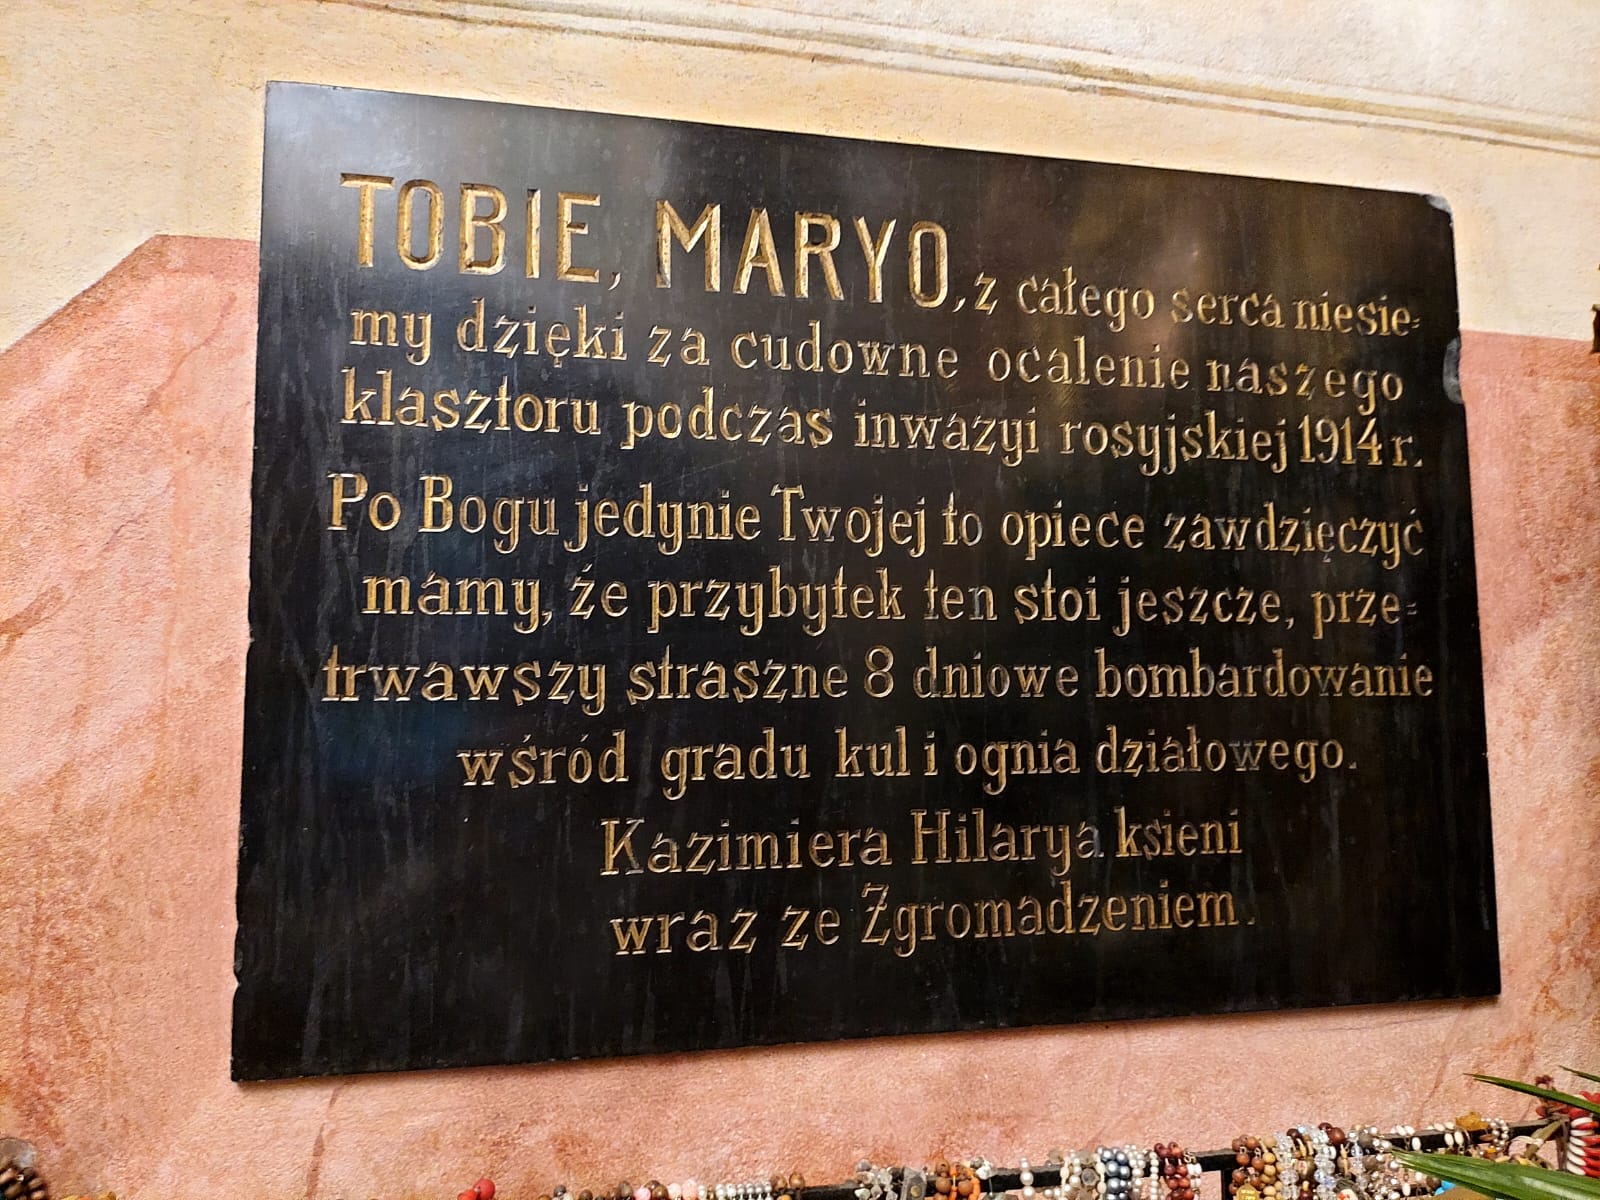 TOBIE, MARYO, z całego serca niesie=
my dzięki za cudowne ocalenie naszego
klasztoru podczas inwazyi rosyjskiej 1914 r.
Po Bogu jedynie Twojej to opiece zawdzięczyć
mamy, że przybytek ten stoi jeszcze, prze=
trwawszy straszne 8 dniowe bombardowanie
wśród gradu kul i ognia działowego.
Kazimiera Hilarya ksieni
wraz ze Zgromadzeniem.